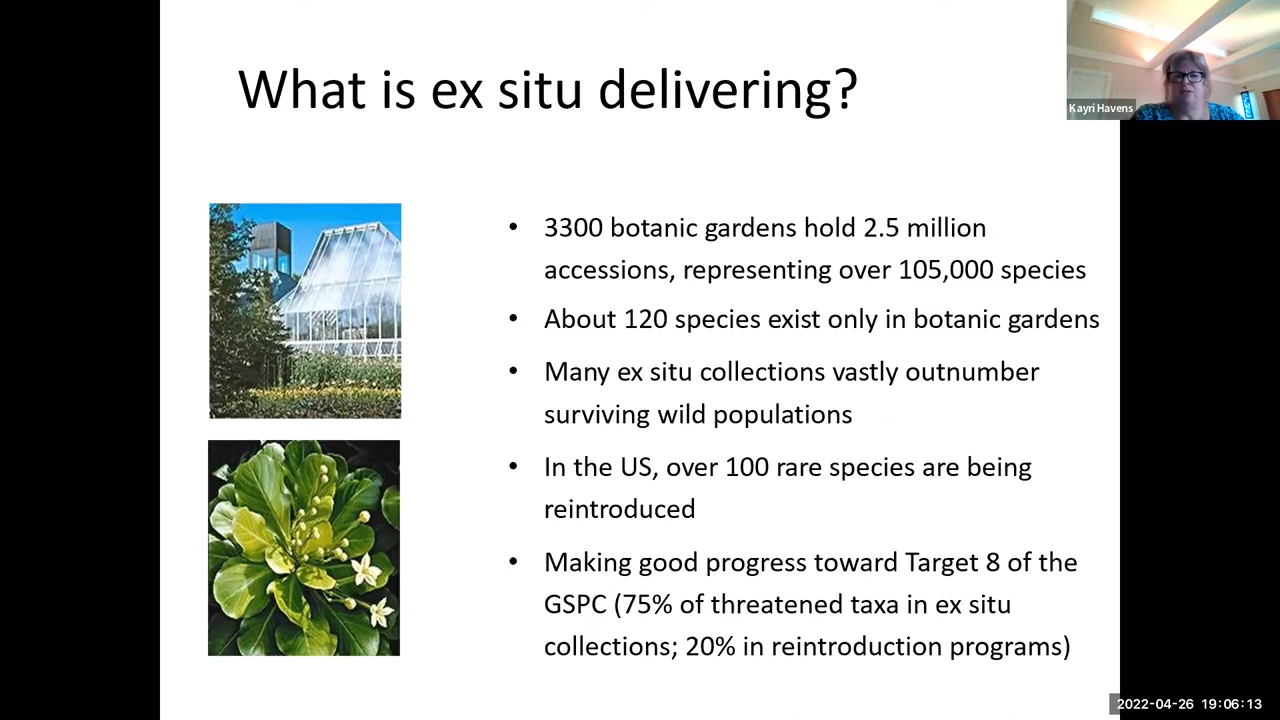 What is ex situ delivering?
Kayri Havens
• 3300 botanic gardens hold 2.5 million
accessions, representing over 105,000 species
• About 120 species exist only in botanic gardens
• Many ex situ collections vastly outnumber
surviving wild populations
• In the US, over 100 rare species are being
reintroduced
• Making good progress toward Target 8 of the
GSPC (75% of threatened taxa in ex situ
collections; 20% in reintroduction programs)
2022-04-26 19:06:13